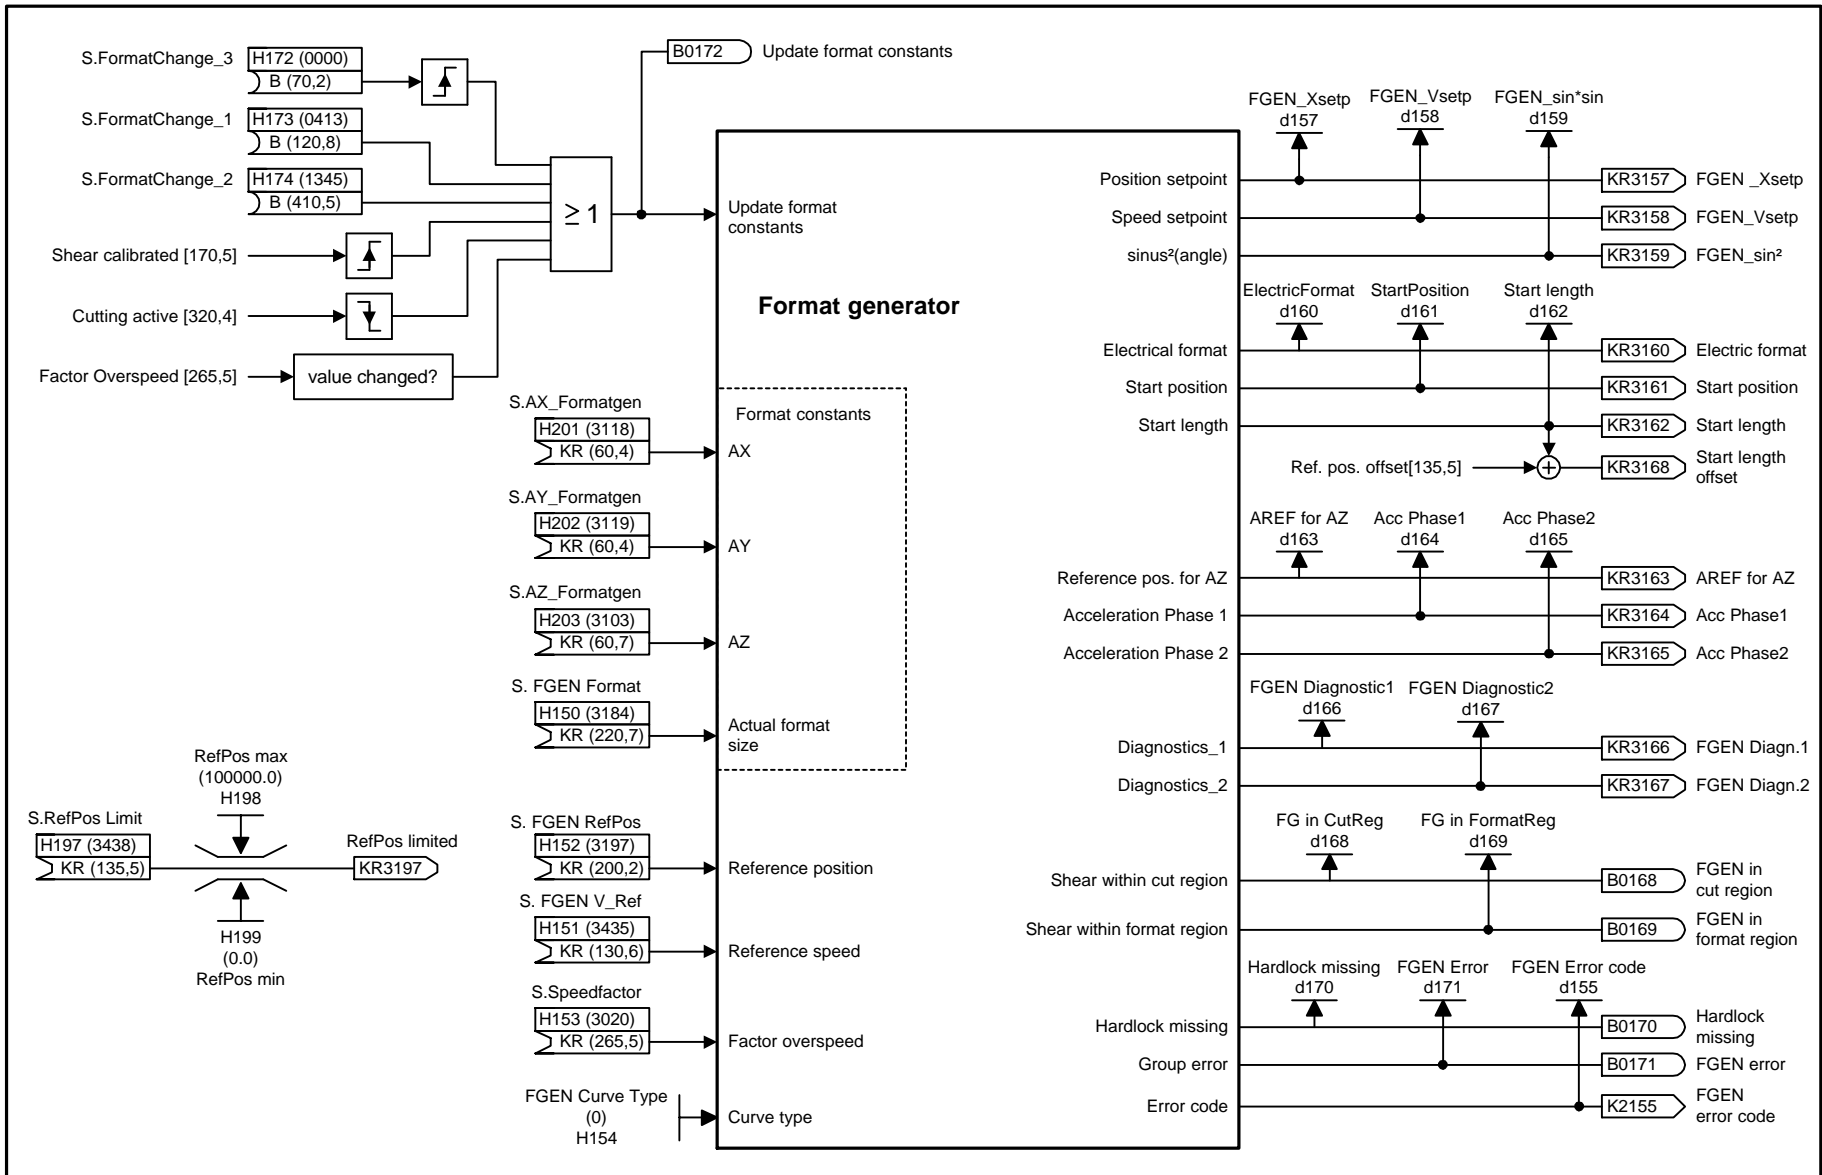 S.FormatChange_3
H172 (0000)
B (70,2)
B0172
Update format constants
S.FormatChange_1
H173 (0413)
B (120,8)
S.FormatChange_2
H174 (1345)
B (410,5)
≥ 1
Shear calibrated [170,5]
Cutting active [320,4]
Factor Overspeed [265,5]
value changed?
Update format
constants
Format generator
Format constants
S.AX_Formatgen
H201 (3118)
KR (60,4)
AX
S.AY_Formatgen
H202 (3119)
KR (60,4)
AY
S.AZ_Formatgen
H203 (3103)
KR (60,7)
AZ
S. FGEN Format
H150 (3184)
KR (220,7)
Actual format
size
RefPos max
(100000.0)
H198
S.RefPos Limit
H197 (3438)
KR (135,5)
RefPos limited
KR3197
H199
(0.0)
RefPos min
S. FGEN RefPos
H152 (3197)
KR (200,2)
Reference position
S. FGEN V_Ref
H151 (3435)
KR (130,6)
Reference speed
S.Speedfactor
H153 (3020)
KR (265,5)
Factor overspeed
FGEN Curve Type
(0)
H154
Curve type
FGEN_Xsetp
d157
FGEN_Vsetp
d158
FGEN_sin*sin
d159
Position setpoint
KR3157
FGEN _Xsetp
Speed setpoint
KR3158
FGEN_Vsetp
sinus²(angle)
KR3159
FGEN_sin²
ElectricFormat
d160
StartPosition
d161
Start length
d162
Electrical format
KR3160
Electric format
Start position
KR3161
Start position
Start length
KR3162
Start length
Ref. pos. offset[135,5]
+
KR3168
Start length
offset
AREF for AZ
d163
Acc Phase1
d164
Acc Phase2
d165
Reference pos. for AZ
KR3163
AREF for AZ
Acceleration Phase 1
KR3164
Acc Phase1
Acceleration Phase 2
KR3165
Acc Phase2
FGEN Diagnostic1
d166
FGEN Diagnostic2
d167
Diagnostics_1
KR3166
FGEN Diagn.1
Diagnostics_2
KR3167
FGEN Diagn.2
FG in CutReg
d168
FG in FormatReg
d169
Shear within cut region
B0168
FGEN in
cut region
Shear within format region
B0169
FGEN in
format region
Hardlock missing
d170
FGEN Error
d171
FGEN Error code
d155
Hardlock missing
B0170
Hardlock
missing
Group error
B0171
FGEN error
Error code
K2155
FGEN
error code